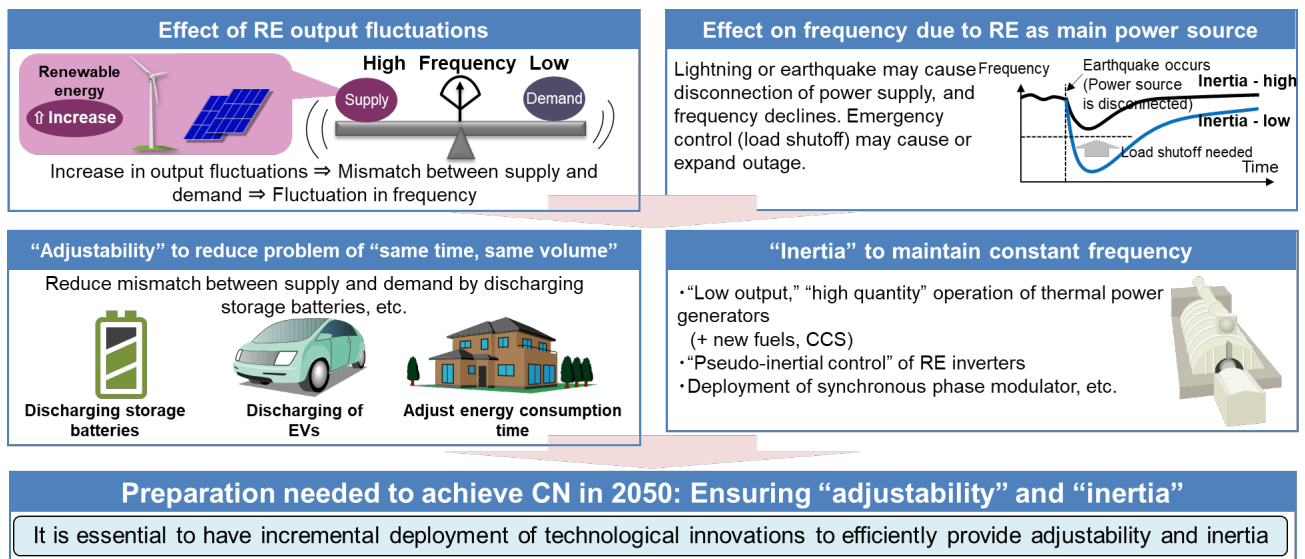 Effect of RE output fluctuations
Renewable
energy
⇧ Increase
High Frequency Low
Supply
Demand
Increase in output fluctuations ⇒ Mismatch between supply and
demand ⇒ Fluctuation in frequency
Effect on frequency due to RE as main power source
Lightning or earthquake may cause
disconnection of power supply, and
frequency declines. Emergency
control (load shutoff) may cause or
expand outage.
Frequency
Earthquake occurs
(Power source
is disconnected)
Inertia - high
Inertia - low
Load shutoff needed
Time
“Adjustability” to reduce problem of “same time, same volume”
Reduce mismatch between supply and demand by discharging
storage batteries, etc.
Discharging storage
batteries
Discharging of
EVs
Adjust energy consumption
time
“Inertia” to maintain constant frequency
・“Low output,” “high quantity” operation of thermal power
generators
(+ new fuels, CCS)
・“Pseudo-inertial control” of RE inverters
・Deployment of synchronous phase modulator, etc.
Preparation needed to achieve CN in 2050: Ensuring “adjustability” and “inertia”
It is essential to have incremental deployment of technological innovations to efficiently provide adjustability and inertia